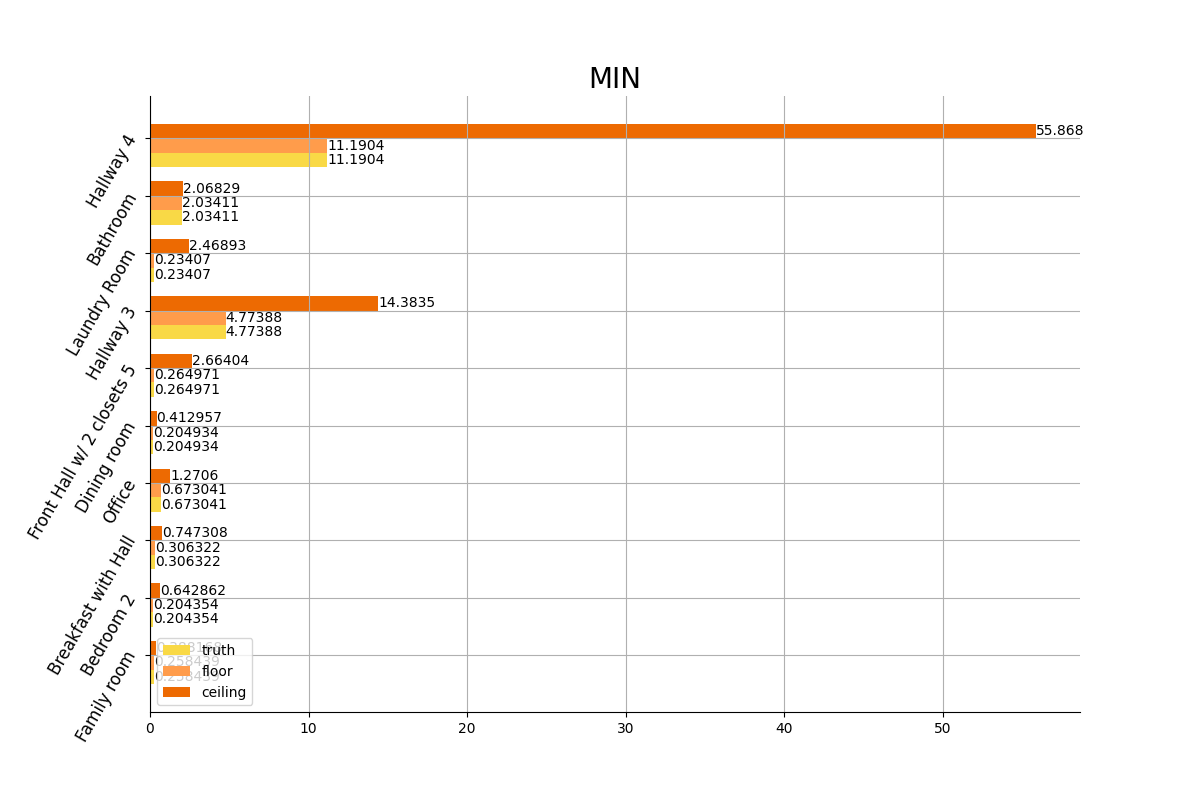 MIN
Hallway 4
55.868
11.1904
11.1904
Bathroom
2.06829
2.03411
2.03411
Laundry Room
2.46893
0.23407
0.23407
Hallway 3
14.3835
4.77388
4.77388
Front Hall w/ 2 closets 5
2.66404
0.264971
0.264971
Dining room
0.412957
0.204934
0.204934
Office
1.2706
0.673041
0.673041
Breakfast with Hall
0.747308
0.306322
0.306322
Bedroom 2
0.642862
0.204354
0.204354
Family room
0.258439
0.258439
truth
floor
ceiling
0 10 20 30 40 50